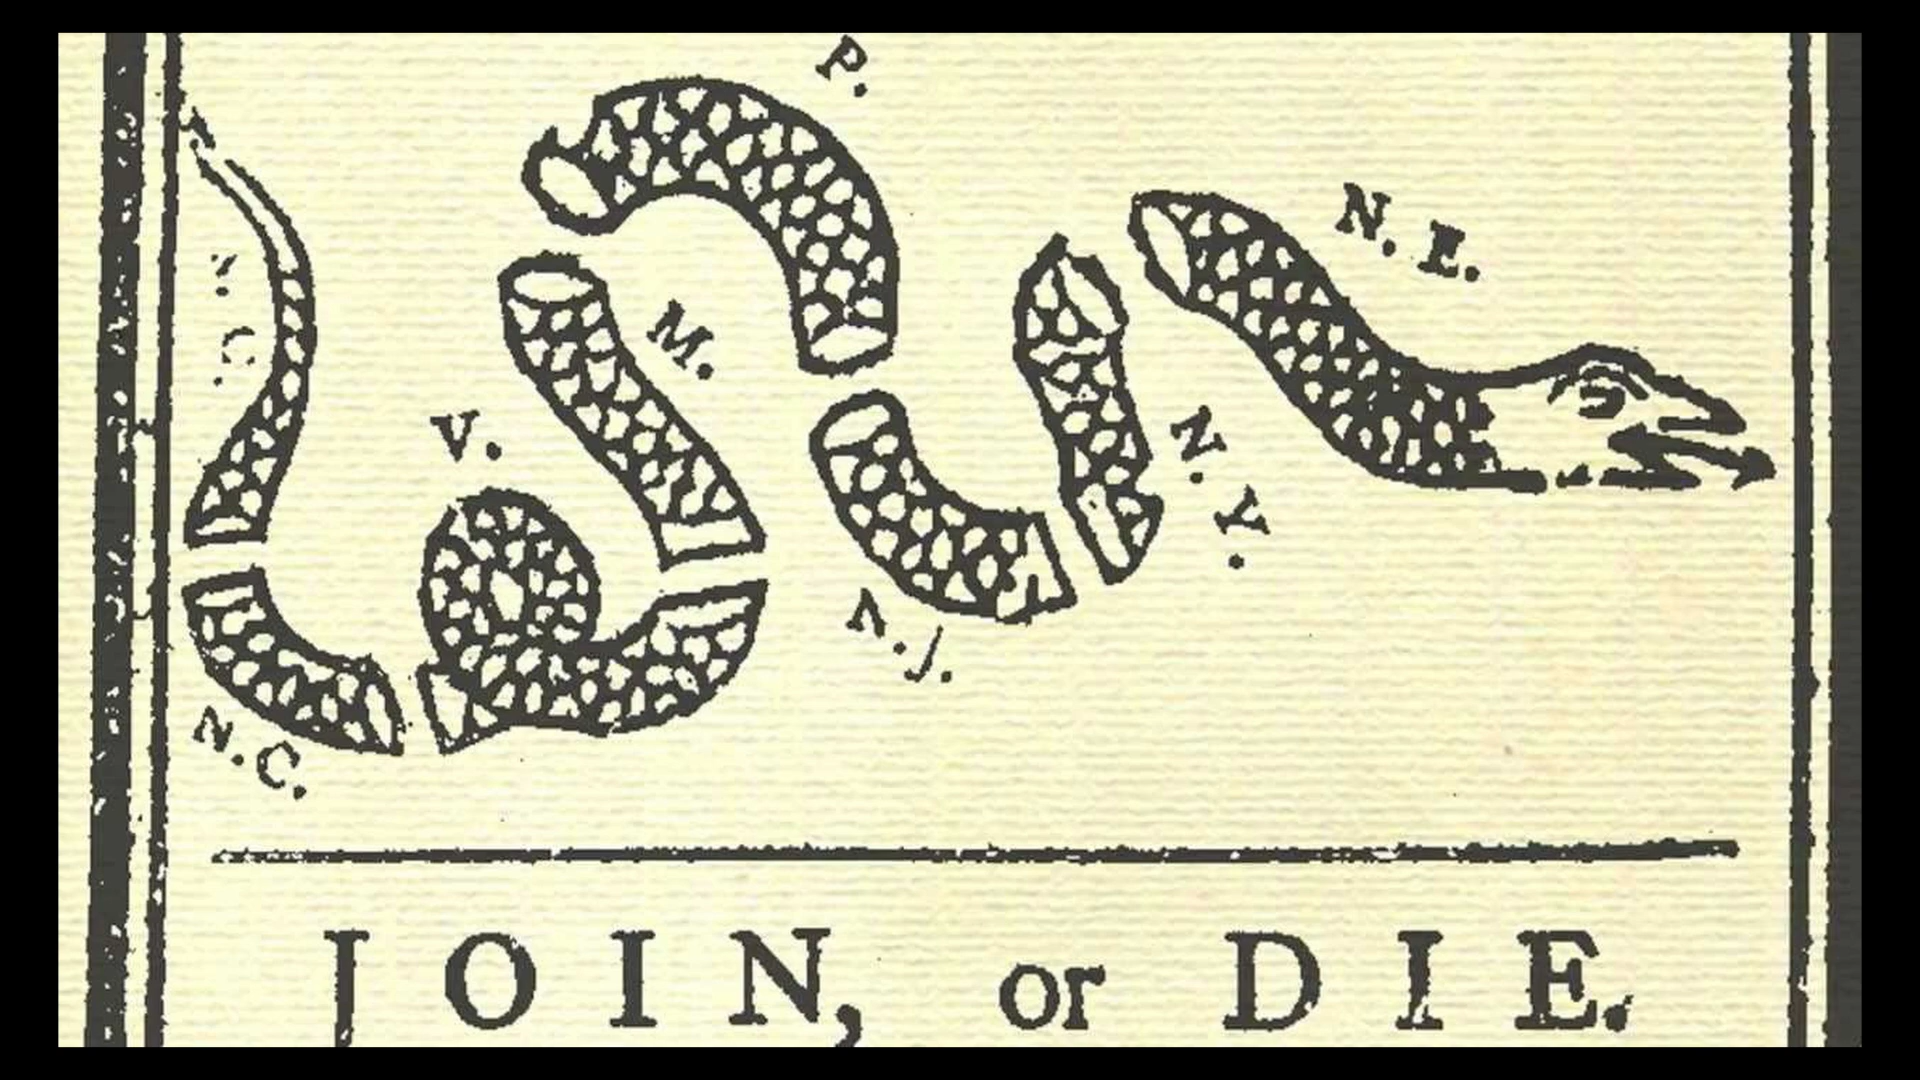 P.
N. E.
M.
V.
N. Y.
N. J.
N. C.
JOIN, or DIE.